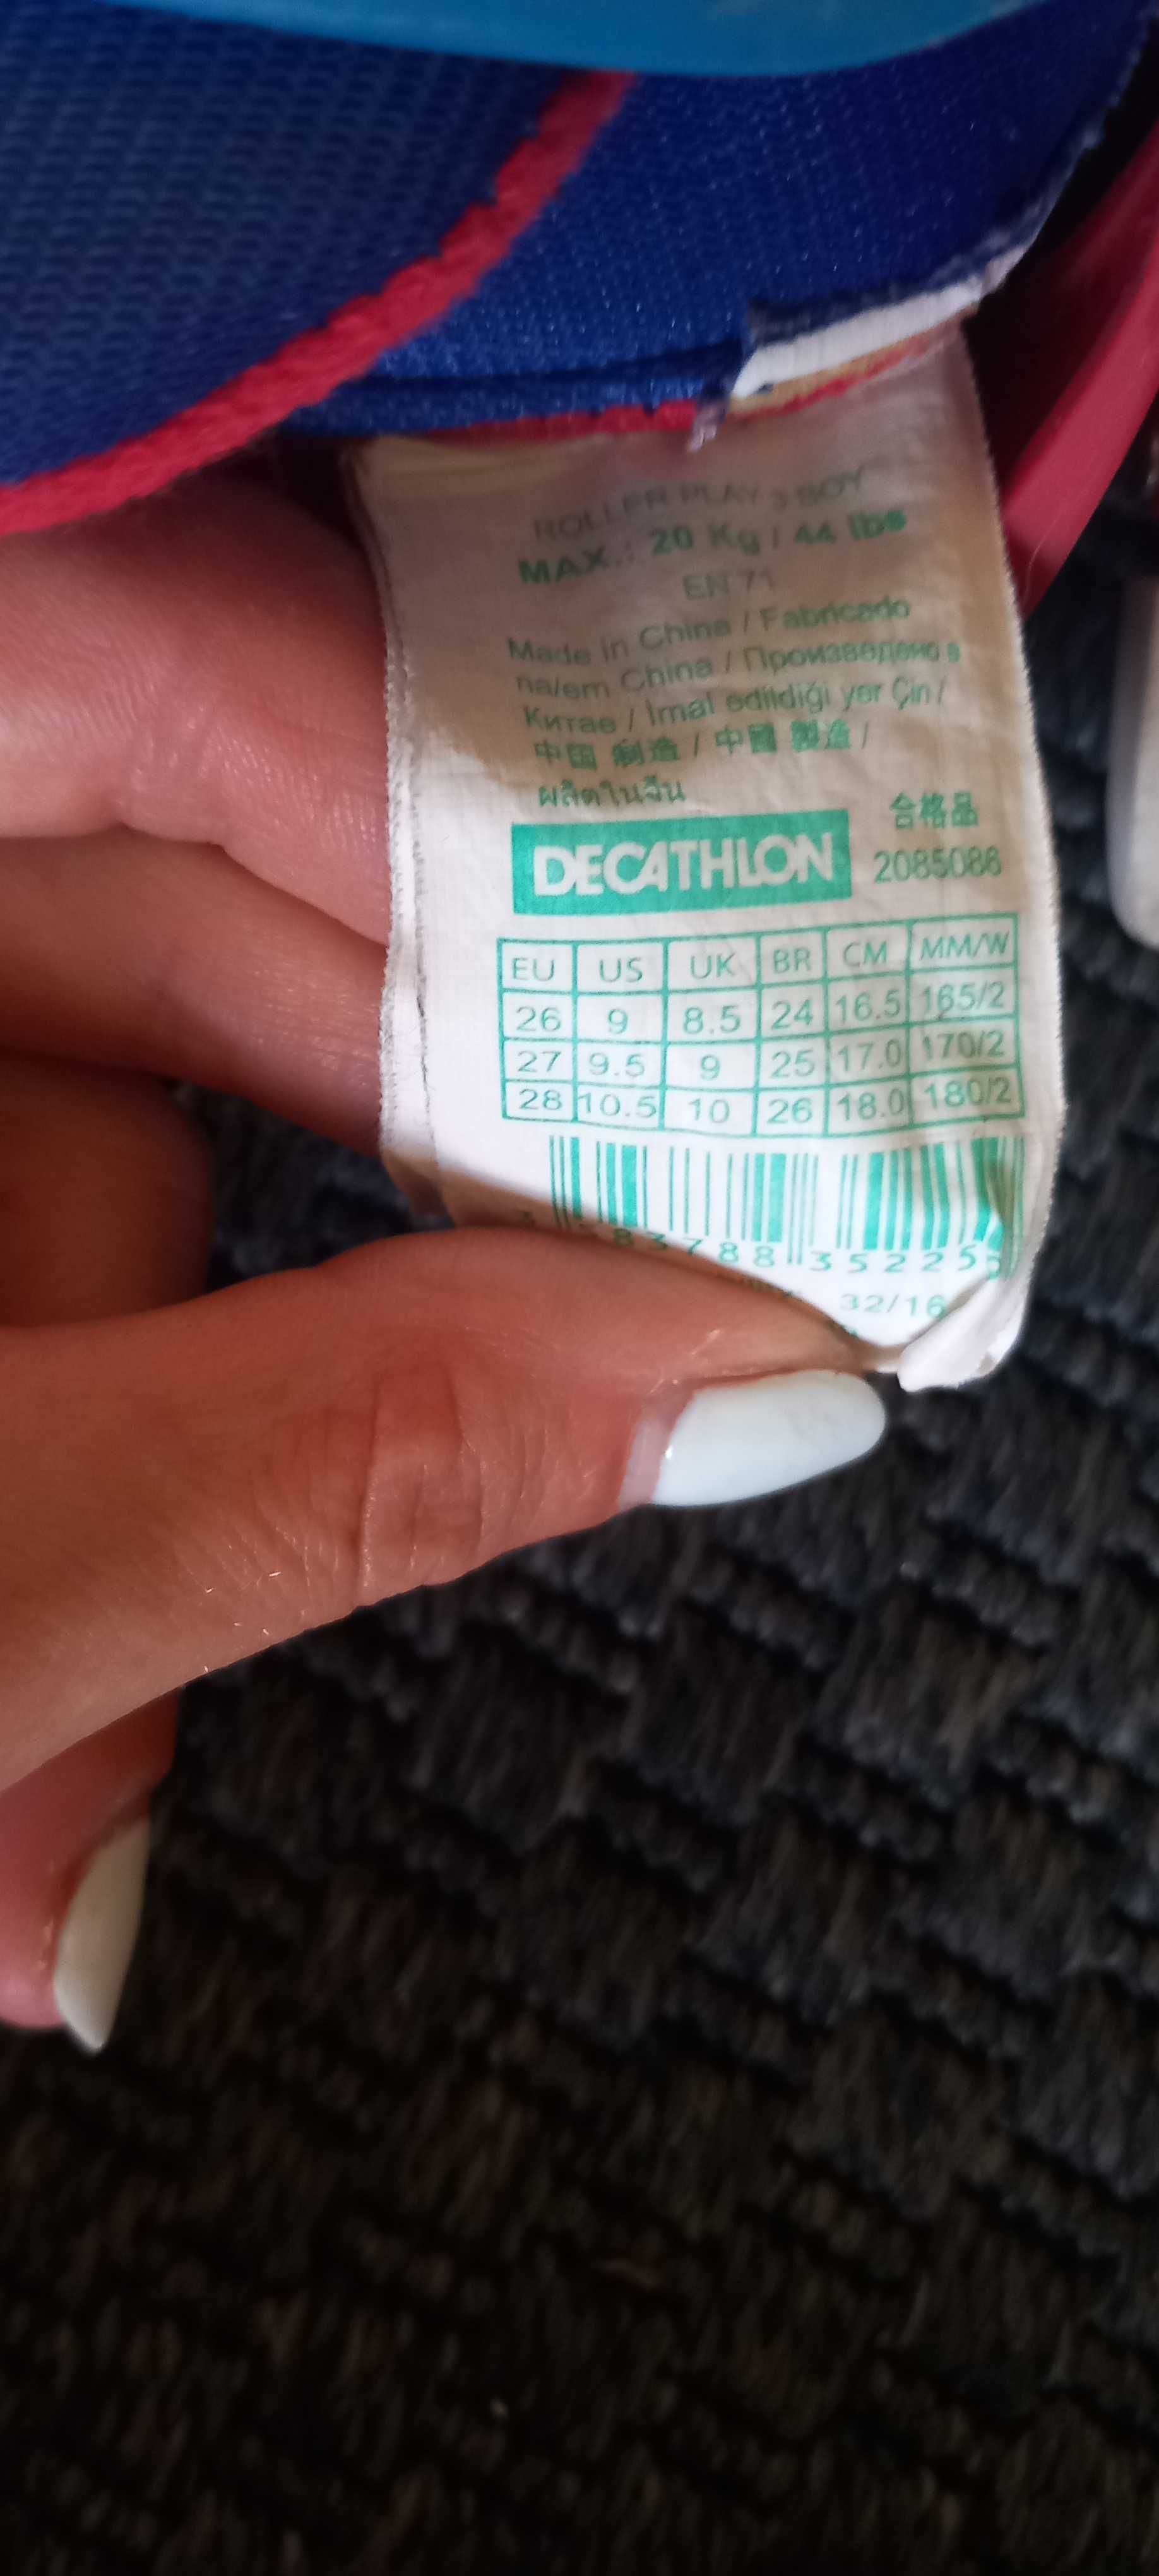 ROLLER PLAY 3 BOY
MAX.: 20 Kg / 44 lbs
EN 71
Made in China / Fabricado
na/em China / Произведено в
Китае / İmal edildiği yer Çin /
中国 制造 / 中國 製造 /
ผลิตในจีน
合格品
DECATHLON 2085086
EU US UK BR CM MM/W
26 9 8.5 24 16.5 165/2
27 9.5 9 25 17.0 170/2
28 10.5 10 26 18.0 180/2
83788 352255
32/16